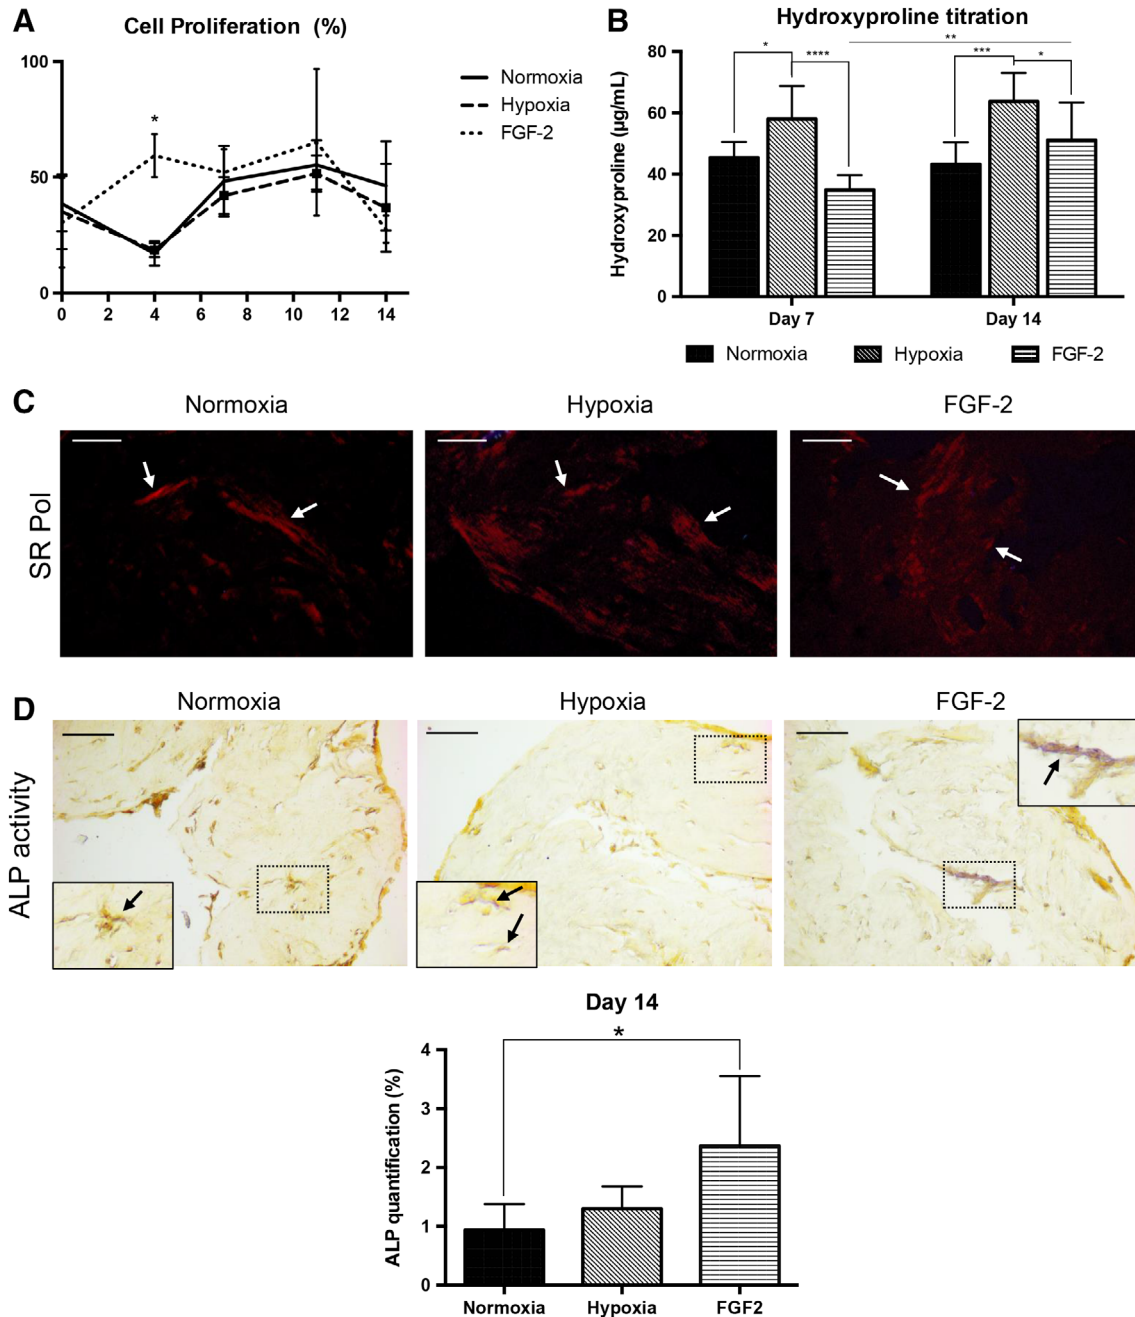 A
Cell Proliferation (%)
100
50
0
0 2 4 6 8 10 12 14
*
Normoxia
Hypoxia
FGF-2
B
Hydroxyproline titration
Hydroxyproline (µg/mL)
80
60
40
20
0
* **** ** *** *
Day 7 Day 14
Normoxia Hypoxia FGF-2
C
Normoxia Hypoxia FGF-2
SR Pol
D
Normoxia Hypoxia FGF-2
ALP activity
Day 14
*
ALP quantification (%)
4
3
2
1
0
Normoxia Hypoxia FGF2